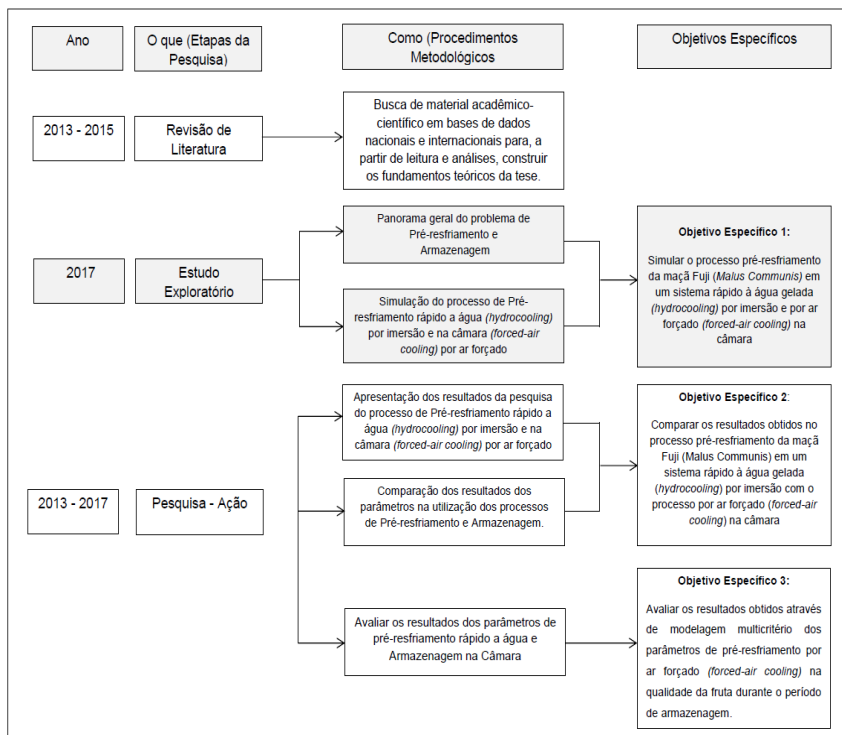 Ano
O que (Etapas da
Pesquisa)
Como (Procedimentos
Metodológicos
Objetivos Específicos
2013 - 2015
Revisão de
Literatura
Busca de material acadêmico-
científico em bases de dados
nacionais e internacionais para, a
partir de leitura e análises, construir
os fundamentos teóricos da tese.
2017
Estudo
Exploratório
Panorama geral do problema de
Pré-resfriamento e
Armazenagem
Simulação do processo de Pré-
resfriamento rápido a água (hydrocooling)
por imersão e na câmara (forced-air
cooling) por ar forçado
Objetivo Específico 1:
Simular o processo pré-resfriamento
da maçã Fuji (Malus Communis) em
um sistema rápido à água gelada
(hydrocooling) por imersão e por ar
forçado (forced-air cooling) na
câmara
2013 - 2017
Pesquisa - Ação
Apresentação dos resultados da pesquisa
do processo de Pré-resfriamento rápido a
água (hydrocooling) por imersão e na
câmara (forced-air cooling) por ar forçado
Comparação dos resultados dos
parâmetros na utilização dos processos
de Pré-resfriamento e Armazenagem.
Objetivo Específico 2:
Comparar os resultados obtidos no
processo pré-resfriamento da maçã
Fuji (Malus Communis) em um
sistema rápido à água gelada
(hydrocooling) por imersão com o
processo por ar forçado (forced-air
cooling) na câmara
Avaliar os resultados dos parâmetros de
pré-resfriamento rápido a água e
Armazenagem na Câmara
Objetivo Específico 3:
Avaliar os resultados obtidos através
de modelagem multicritério dos
parâmetros de pré-resfriamento por
ar forçado (forced-air cooling) na
qualidade da fruta durante o período
de armazenagem.